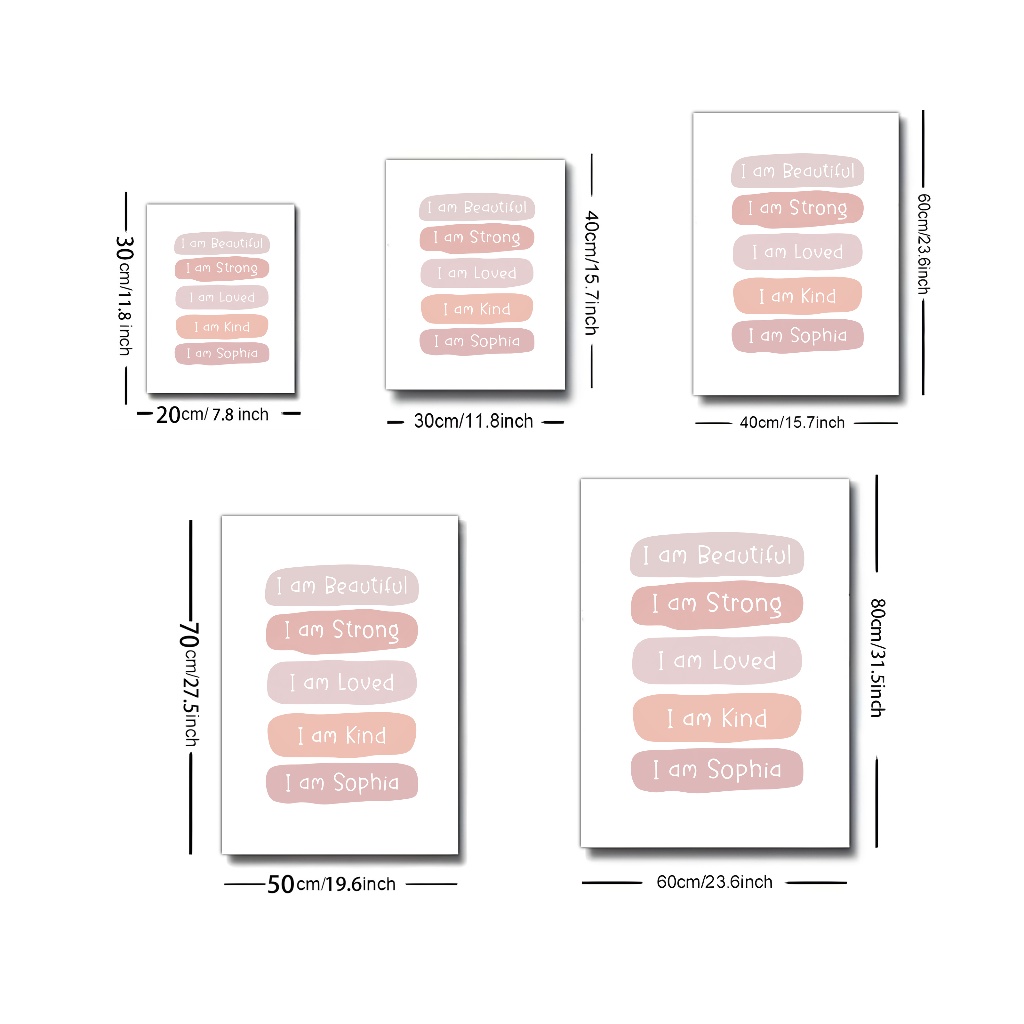 I am Beautiful
I am Strong
I am Loved
I am Kind
I am Sophia
30cm/11.8 inch
20cm/ 7.8 inch
I am Beautiful
I am Strong
I am Loved
I am Kind
I am Sophia
40cm/15.7inch
30cm/11.8inch
I am Beautiful
I am Strong
I am Loved
I am Kind
I am Sophia
60cm/23.6inch
40cm/15.7inch
I am Beautiful
I am Strong
I am Loved
I am Kind
I am Sophia
70cm/27.5inch
50cm/19.6inch
I am Beautiful
I am Strong
I am Loved
I am Kind
I am Sophia
80cm/31.5inch
60cm/23.6inch